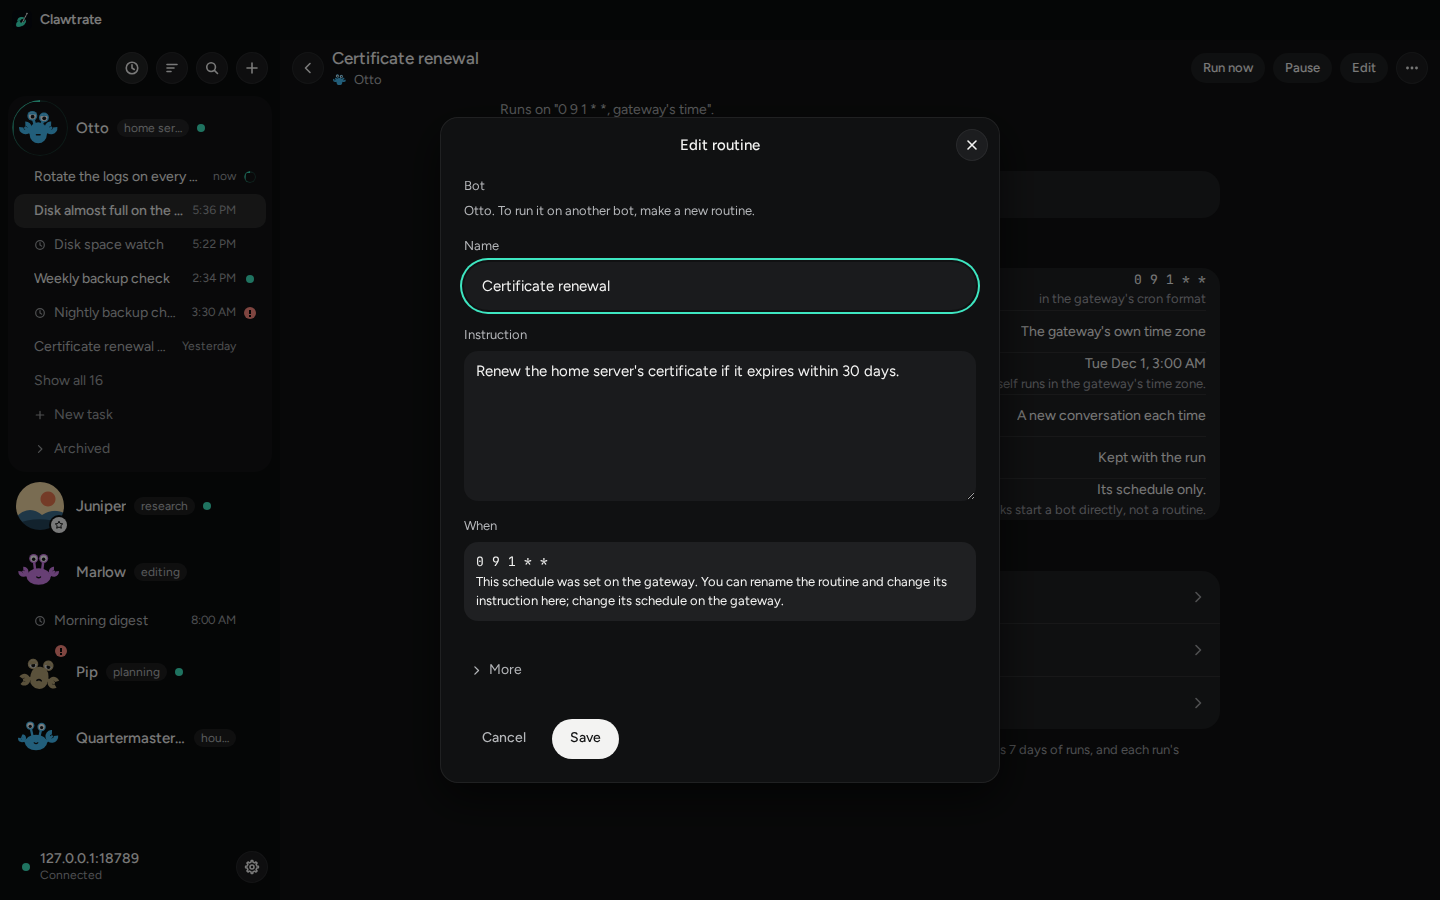 Clawtrate
Certificate renewal
Otto
Run now
Pause
Edit
Otto
home ser...
Rotate the logs on every ...
now
Disk almost full on the ...
5:36 PM
Disk space watch
5:22 PM
Weekly backup check
2:34 PM
Nightly backup ch...
3:30 AM
Certificate renewal ...
Yesterday
Show all 16
New task
Archived
Juniper
research
Marlow
editing
Morning digest
8:00 AM
Pip
planning
Quartermaster...
hou...
127.0.0.1:18789
Connected
Runs on "0 9 1 * *, gateway's time".
Edit routine
Bot
Otto. To run it on another bot, make a new routine.
Name
Certificate renewal
Instruction
Renew the home server's certificate if it expires within 30 days.
When
0 9 1 * *
This schedule was set on the gateway. You can rename the routine and change its
instruction here; change its schedule on the gateway.
More
Cancel
Save
0 9 1 * *
in the gateway's cron format
The gateway's own time zone
Tue Dec 1, 3:00 AM
self runs in the gateway's time zone.
A new conversation each time
Kept with the run
Its schedule only.
ks start a bot directly, not a routine.
s 7 days of runs, and each run's